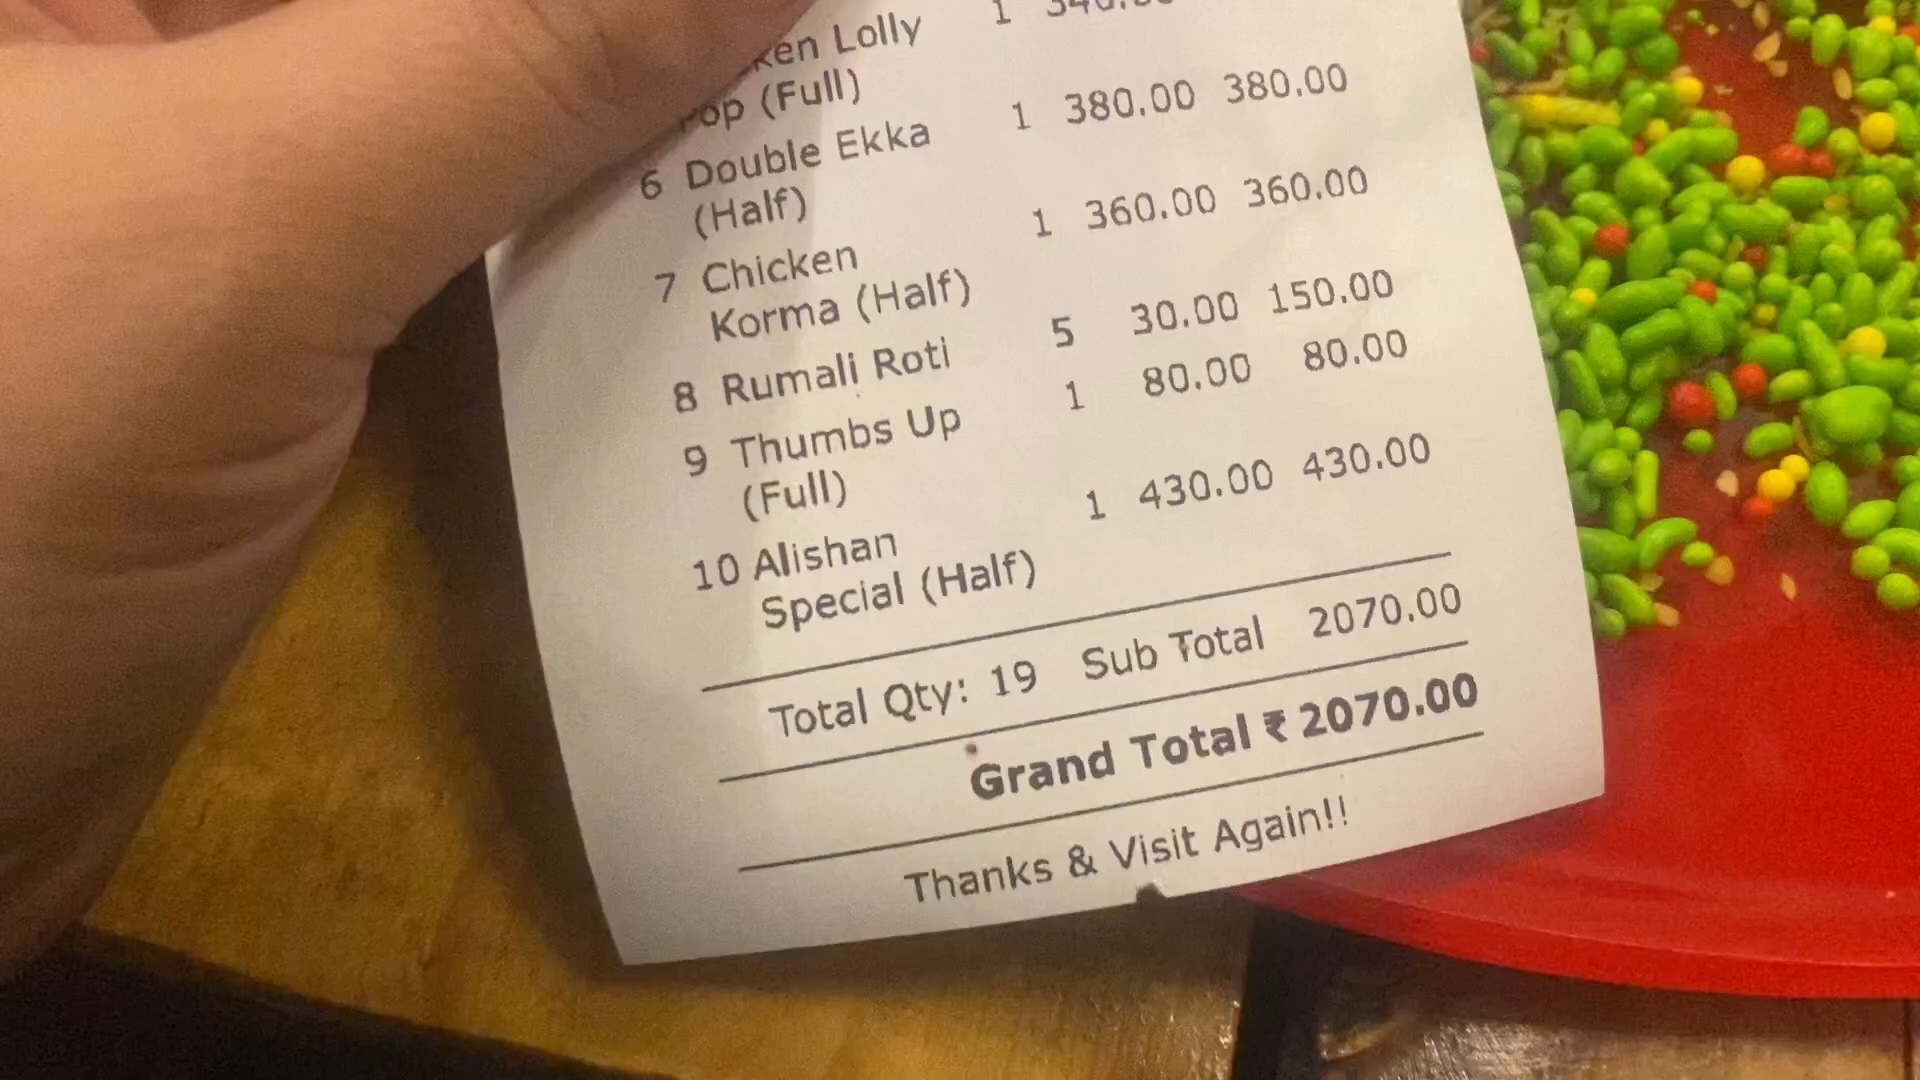 Lolly 1
(Full)
6 Double Ekka 1 380.00 380.00
(Half)
7 Chicken 1 360.00 360.00
Korma (Half)
8 Rumali Roti 5 30.00 150.00
9 Thumbs Up 1 80.00 80.00
(Full)
10 Alishan 1 430.00 430.00
Special (Half)
Total Qty: 19 Sub Total 2070.00
Grand Total ₹ 2070.00
Thanks & Visit Again!!